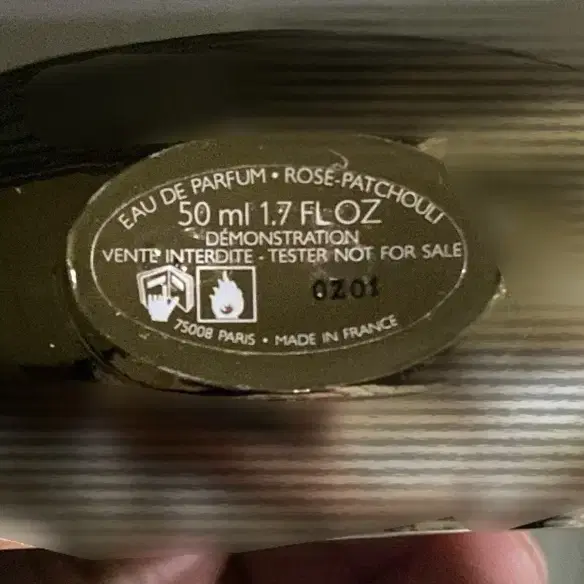 EAU DE PARFUM • ROSE-PATCHOULI
50 ml 1.7 FL OZ
DÉMONSTRATION
VENTE INTERDITE - TESTER NOT FOR SALE
0Z01
75008 PARIS • MADE IN FRANCE